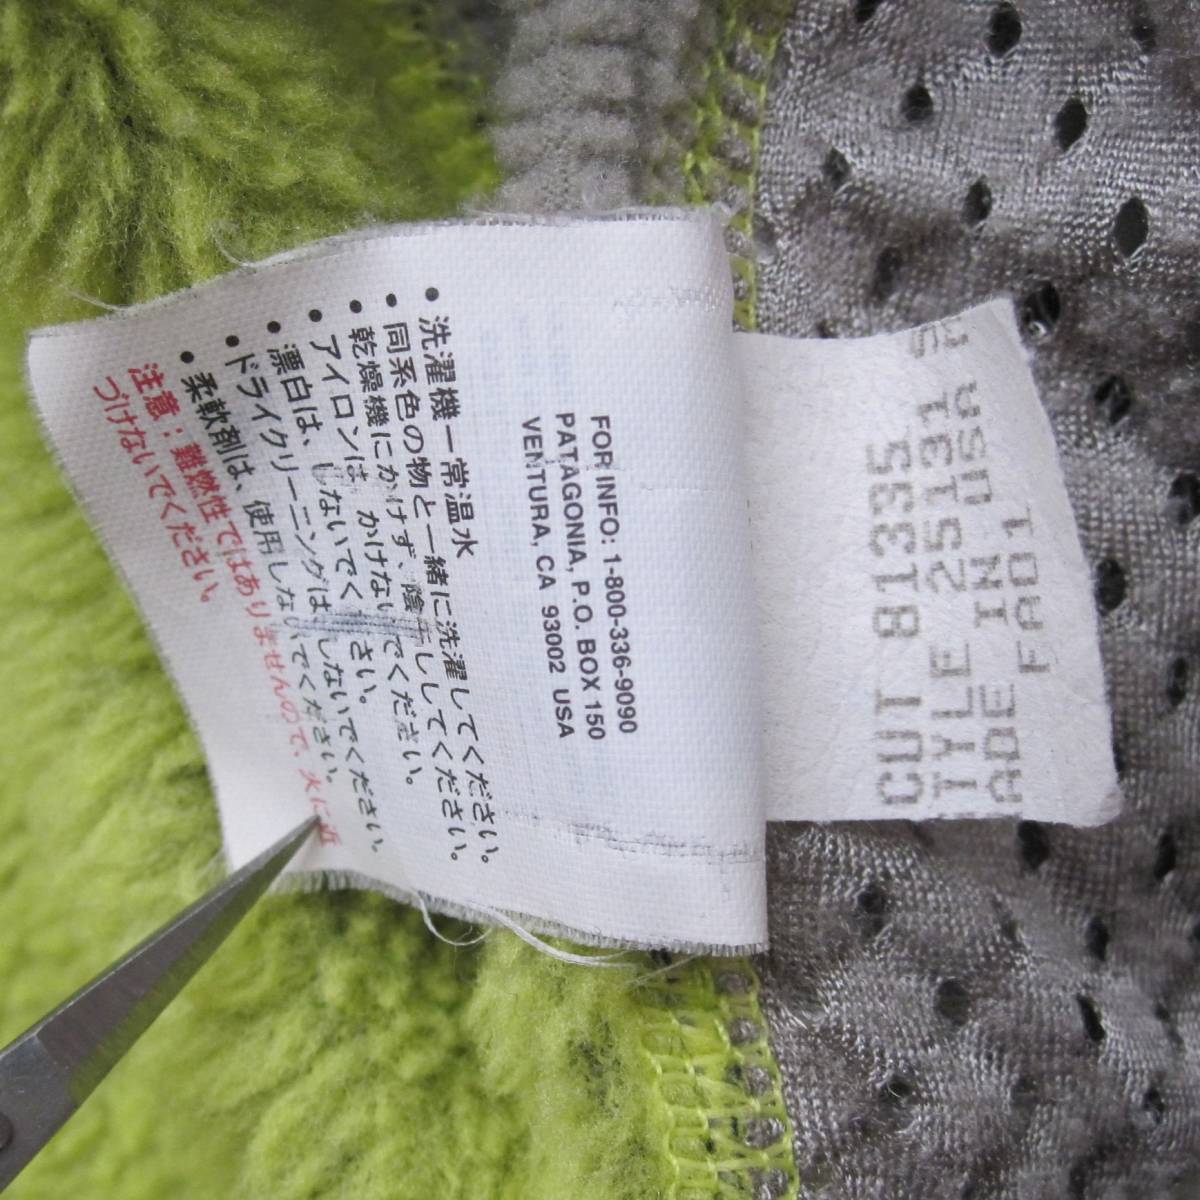 • 洗濯機ー常温水
• 同系色の物と一緒に洗濯してください。
• 乾燥機にかけず、陰干ししてください。
• アイロンは、かけないでください。
• 漂白は、しないでください。
• ドライクリーニングは、しないでください。
• 柔軟剤は、使用しないでください。
注意:難燃性ではありませんので、火に近
づけないでください。
FOR INFO: 1-800-336-9090
PATAGONIA, P.O. BOX 150
VENTURA, CA 93002 USA
CUT 81335
TYLE 25131
ADE IN USA
FA01